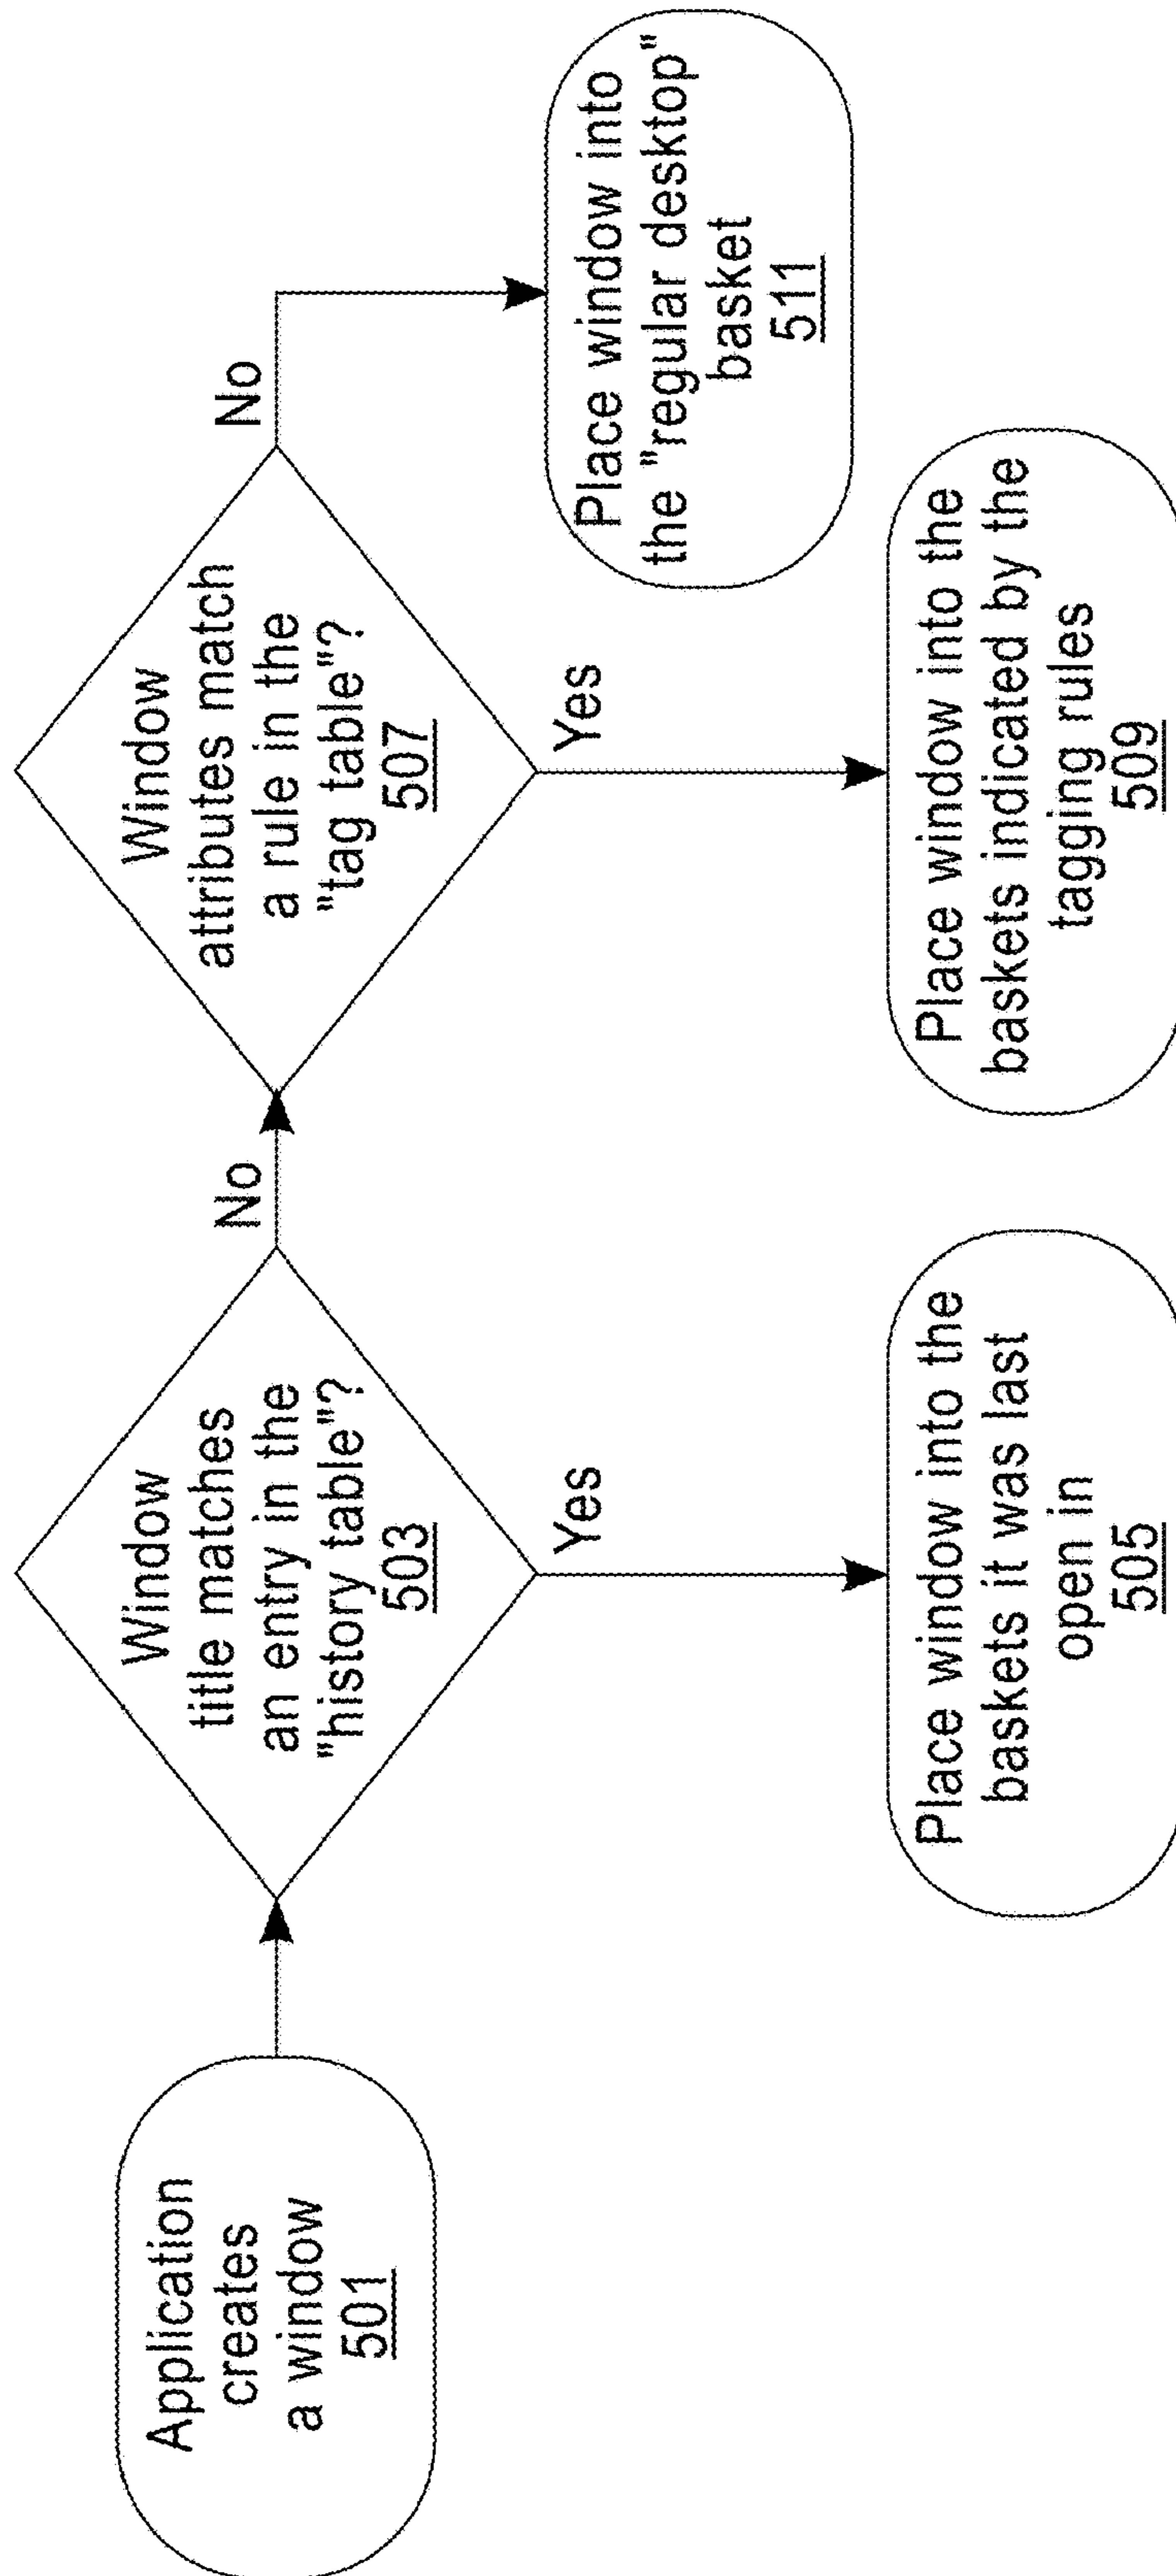 Application
creates
a window
501
Window
title matches
an entry in the
"history table"?
503
No
Yes
Place window into the
baskets it was last
open in
505
Window
attributes match
a rule in the
"tag table"?
507
No
Yes
Place window into the
baskets indicated by the
tagging rules
509
Place window into
the "regular desktop"
basket
511